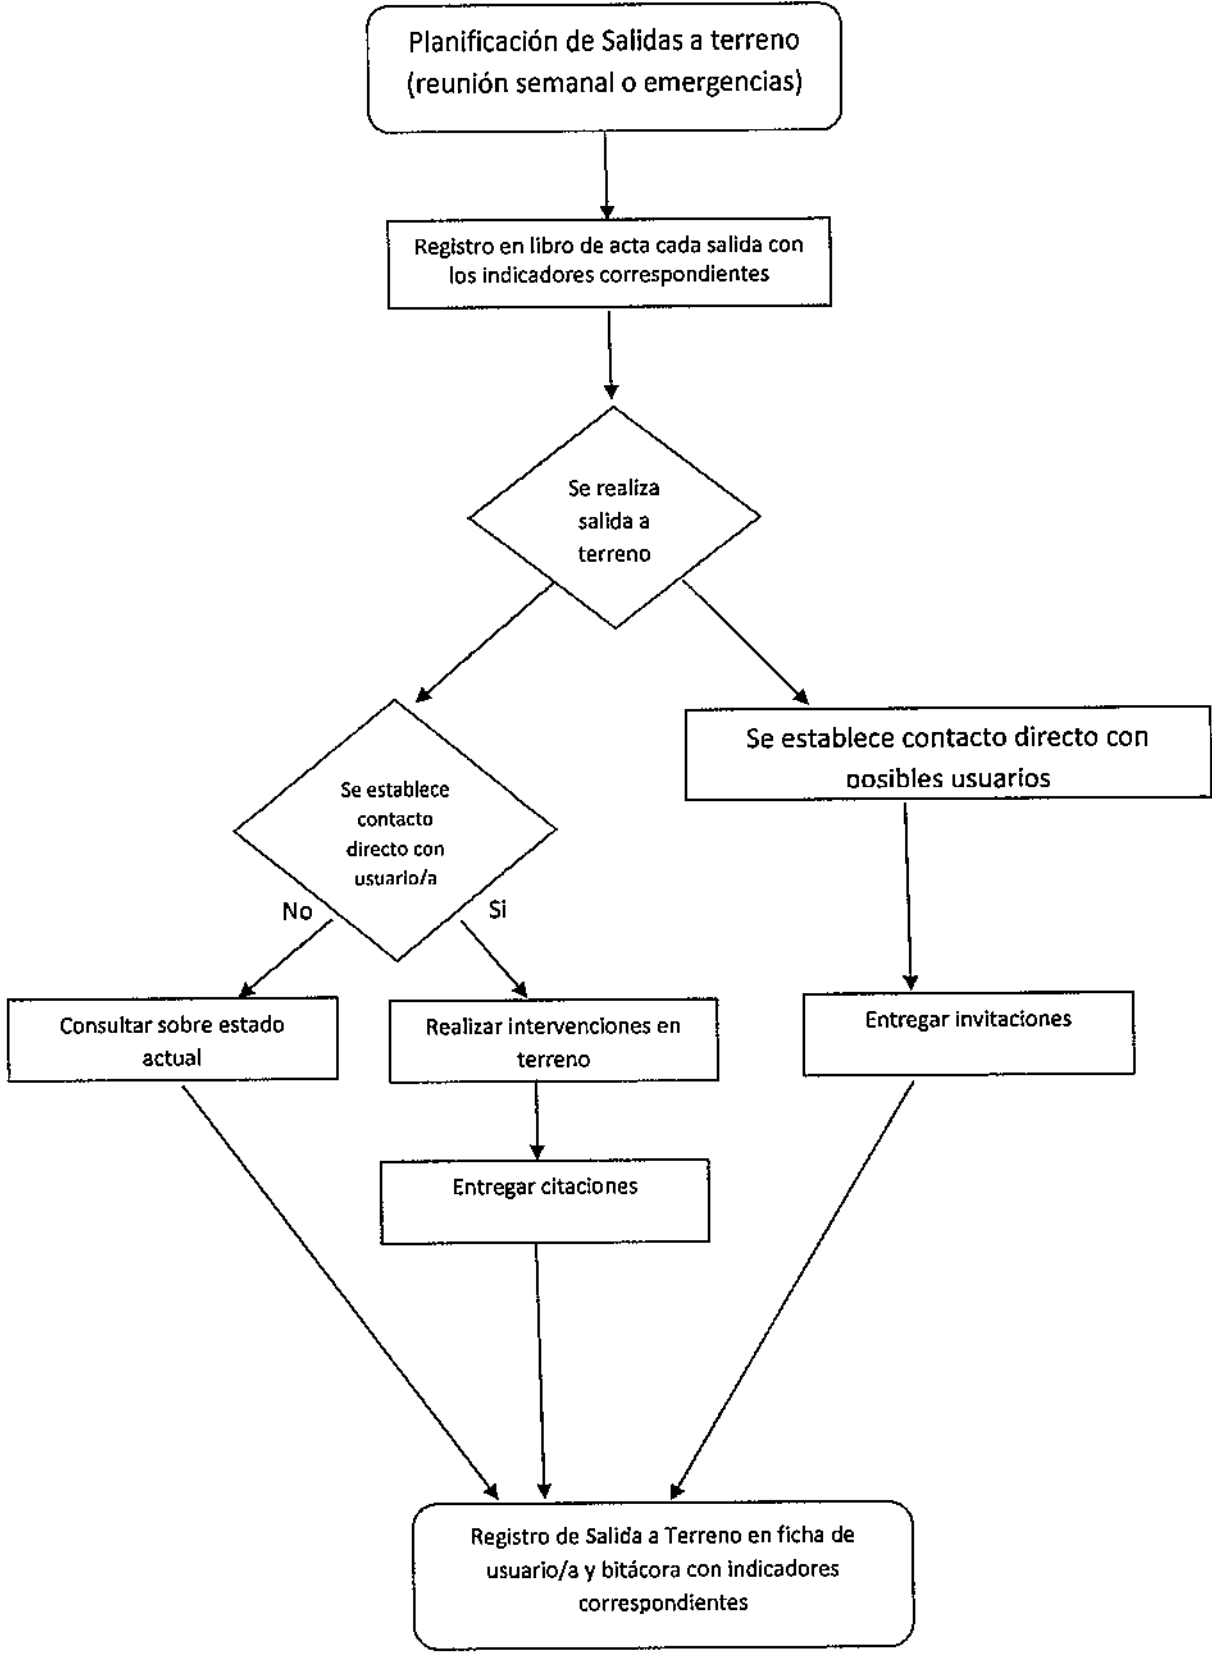 Planificación de Salidas a terreno
(reunión semanal o emergencias)
Registro en libro de acta cada salida con
los indicadores correspondientes
Se realiza
salida a
terreno
Se establece contacto directo con
posibles usuarios
Se establece
contacto
directo con
usuario/a
No
Si
Consultar sobre estado
actual
Realizar intervenciones en
terreno
Entregar invitaciones
Entregar citaciones
Registro de Salida a Terreno en ficha de
usuario/a y bitácora con indicadores
correspondientes